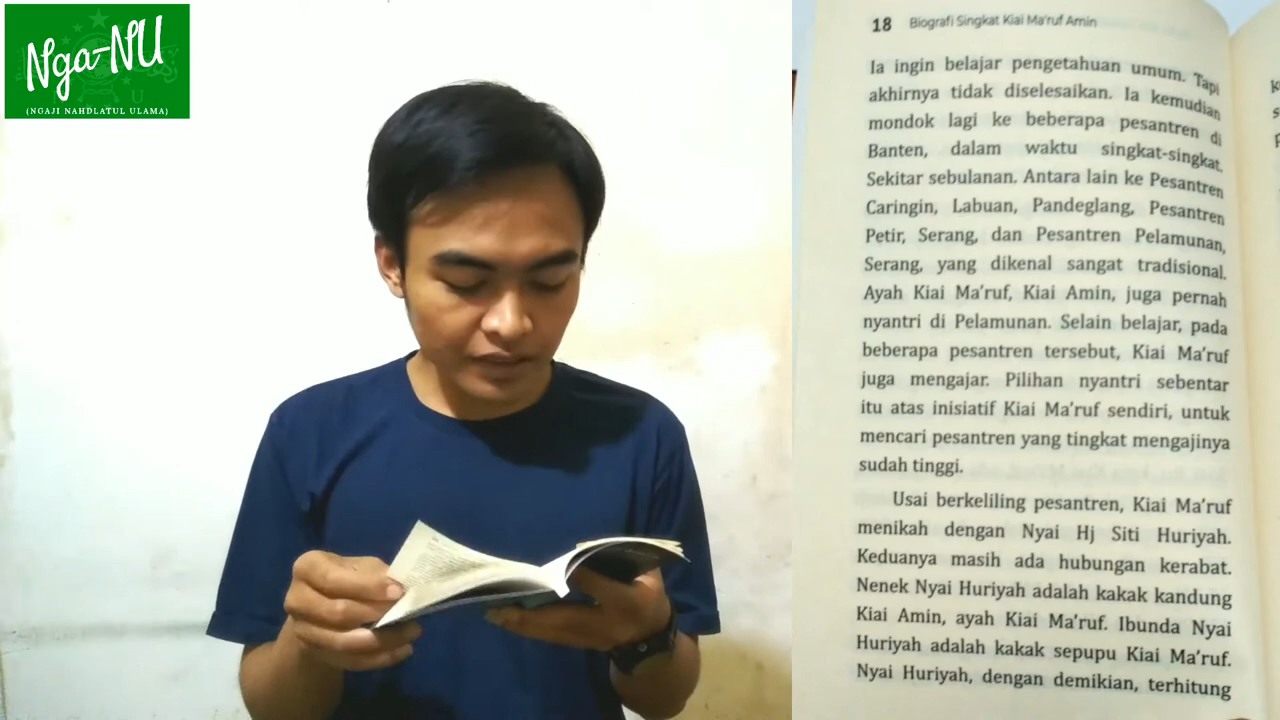 Nga-NU
(NGAJI NAHDLATUL ULAMA)
18 Biografi Singkat Kiai Ma'ruf Amin
Ia ingin belajar pengetahuan umum. Tapi
akhirnya tidak diselesaikan. Ia kemudian
mondok lagi ke beberapa pesantren di
Banten, dalam waktu singkat-singkat.
Sekitar sebulanan. Antara lain ke Pesantren
Caringin, Labuan, Pandeglang, Pesantren
Petir, Serang, dan Pesantren Pelamunan,
Serang, yang dikenal sangat tradisional.
Ayah Kiai Ma'ruf, Kiai Amin, juga pernah
nyantri di Pelamunan. Selain belajar, pada
beberapa pesantren tersebut, Kiai Ma'ruf
juga mengajar. Pilihan nyantri sebentar
itu atas inisiatif Kiai Ma'ruf sendiri, untuk
mencari pesantren yang tingkat mengajinya
sudah tinggi.
Usai berkeliling pesantren, Kiai Ma'ruf
menikah dengan Nyai Hj Siti Huriyah.
Keduanya masih ada hubungan kerabat.
Nenek Nyai Huriyah adalah kakak kandung
Kiai Amin, ayah Kiai Ma'ruf. Ibunda Nyai
Huriyah adalah kakak sepupu Kiai Ma'ruf.
Nyai Huriyah, dengan demikian, terhitung